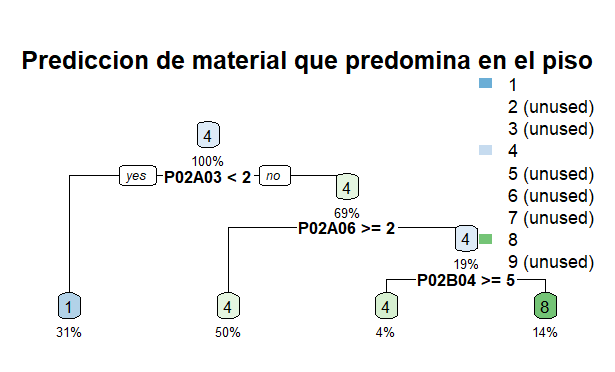 Prediccion de material que predomina en el piso
1
2 (unused)
3 (unused)
4
5 (unused)
6 (unused)
7 (unused)
8
9 (unused)
4
100%
yes P02A03 < 2 no
4
69%
P02A06 >= 2
4
19%
P02B04 >= 5
1
31%
4
50%
4
4%
8
14%